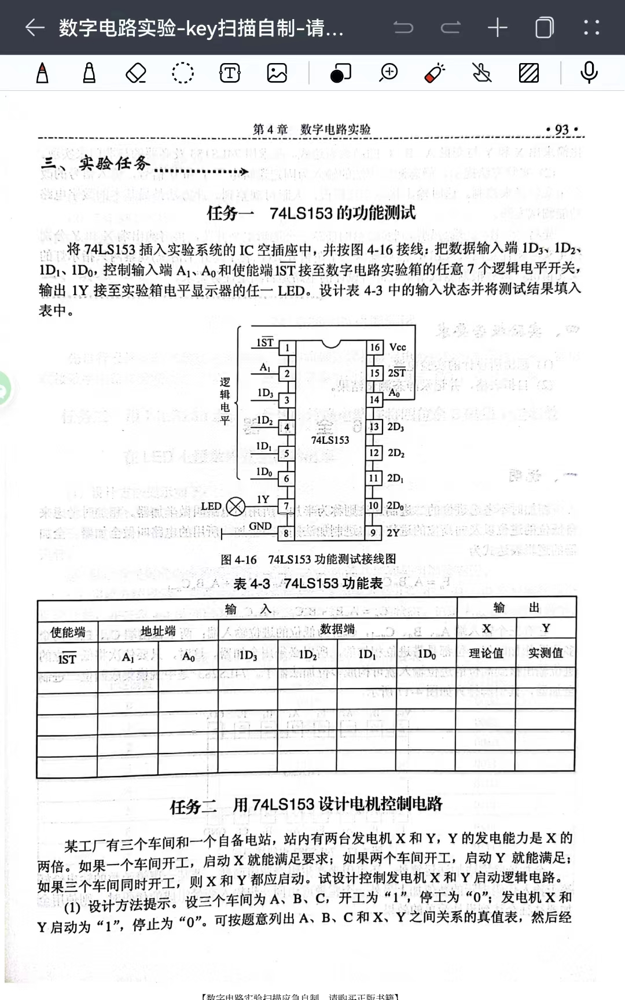 数字电路实验-key扫描自制-请...
第 4 章 数字电路实验
·93·
三、实验任务
任务一 74LS153 的功能测试
将 74LS153 插入实验系统的 IC 空插座中，并按图 4-16 接线：把数据输入端 1D₃、1D₂、
1D₁、1D₀，控制输入端 A₁、A₀ 和使能端 1ST 接至数字电路实验箱的任意 7 个逻辑电平开关，
输出 1Y 接至实验箱电平显示器的任一 LED。设计表 4-3 中的输入状态并将测试结果填入
表中。
逻辑电平
1S̅T̅ 1 16 Vcc
A₁ 2 15 2S̅T̅
1D₃ 3 14 A₀
1D₂ 4 13 2D₃
74LS153
1D₁ 5 12 2D₂
1D₀ 6 11 2D₁
LED 1Y 7 10 2D₀
GND 8 9 2Y
图 4-16 74LS153 功能测试接线图
表 4-3 74LS153 功能表
输 入 输 出
使能端 地址端 数据端 X Y
1S̅T̅ A₁ A₀ 1D₃ 1D₂ 1D₁ 1D₀ 理论值 实测值
任务二 用 74LS153 设计电机控制电路
某工厂有三个车间和一个自备电站，站内有两台发电机 X 和 Y，Y 的发电能力是 X 的
两倍。如果一个车间开工，启动 X 就能满足要求；如果两个车间开工，启动 Y 就能满足；
如果三个车间同时开工，则 X 和 Y 都应启动。试设计控制发电机 X 和 Y 启动逻辑电路。
(1) 设计方法提示。设三个车间为 A、B、C，开工为“1”，停工为“0”；发电机 X 和
Y 启动为“1”，停止为“0”。可按题意列出 A、B、C 和 X、Y 之间关系的真值表，然后经
【数字电路实验扫描应急自制，请购买正版书籍】